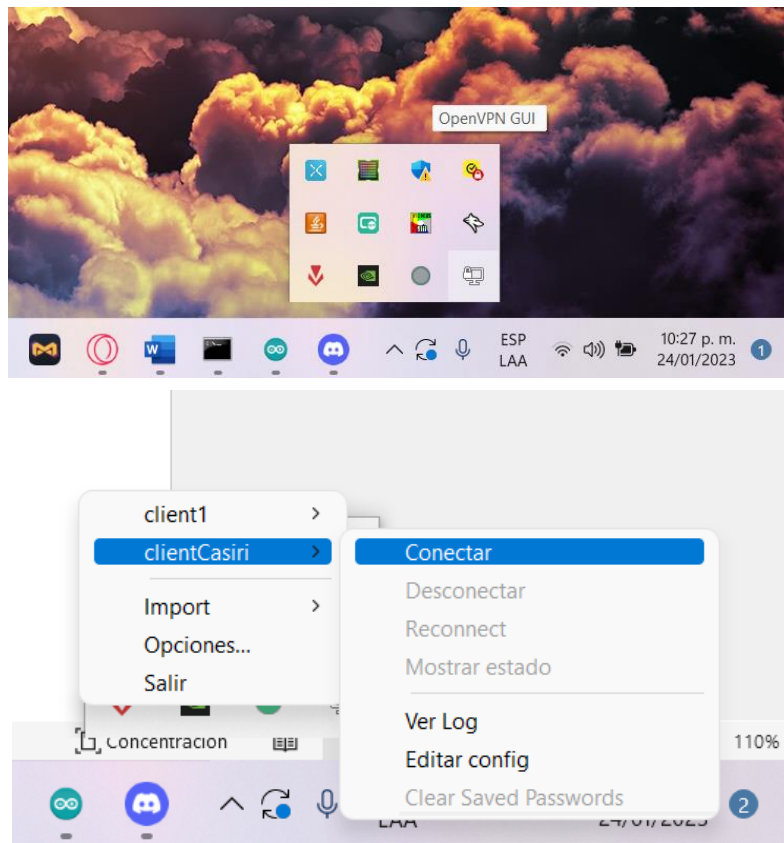 OpenVPN GUI
ESP
LAA
10:27 p. m.
24/01/2023
1
client1
clientCasiri
Import
Opciones...
Salir
Conectar
Desconectar
Reconnect
Mostrar estado
Ver Log
Editar config
Clear Saved Passwords
Concentración
110%
LAA
24/01/2023
2